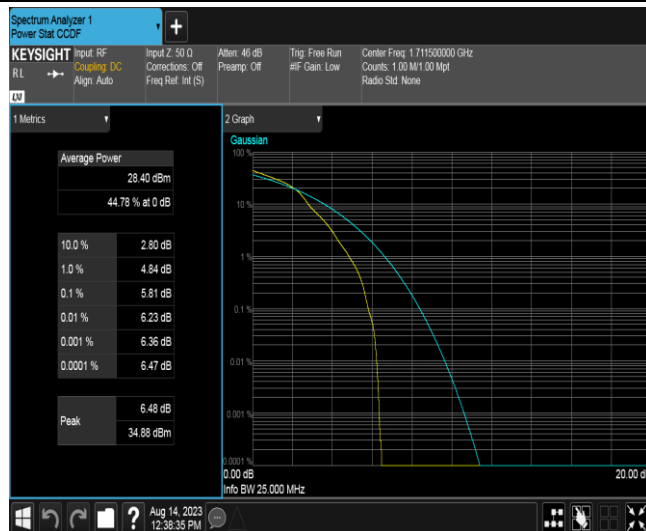 Spectrum Analyzer 1
Power Stat CCDF
+
KEYSIGHT
RL
Input: RF
Coupling: DC
Align: Auto
Input Z: 50 Ω
Corrections: Off
Freq Ref: Int (S)
Atten: 46 dB
Preamp: Off
Trig: Free Run
#IF Gain: Low
Center Freq: 1.711500000 GHz
Counts: 1.00 M/1.00 Mpt
Radio Std: None
1 Metrics
Average Power
28.40 dBm
44.78 % at 0 dB
10.0 % 2.80 dB
1.0 % 4.84 dB
0.1 % 5.81 dB
0.01 % 6.23 dB
0.001 % 6.36 dB
0.0001 % 6.47 dB
Peak
6.48 dB
34.88 dBm
2 Graph
Gaussian
100 %
10 %
1 %
0.1 %
0.01 %
0.001 %
0.0001 %
0.00 dB
20.00 d
Info BW 25.000 MHz
?
Aug 14, 2023
12:38:35 PM